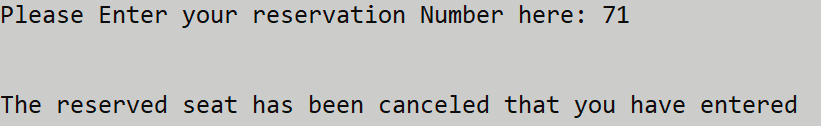 Please Enter your reservation Number here: 71
The reserved seat has been canceled that you have entered